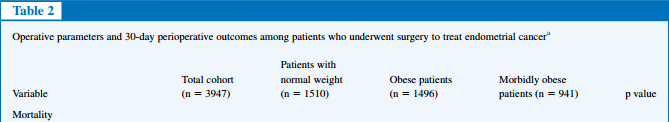 Table 2
Operative parameters and 30-day perioperative outcomes among patients who underwent surgery to treat endometrial cancerᵃ
Patients with
Total cohort normal weight Obese patients Morbidly obese
Variable (n = 3947) (n = 1510) (n = 1496) patients (n = 941) p value
Mortality